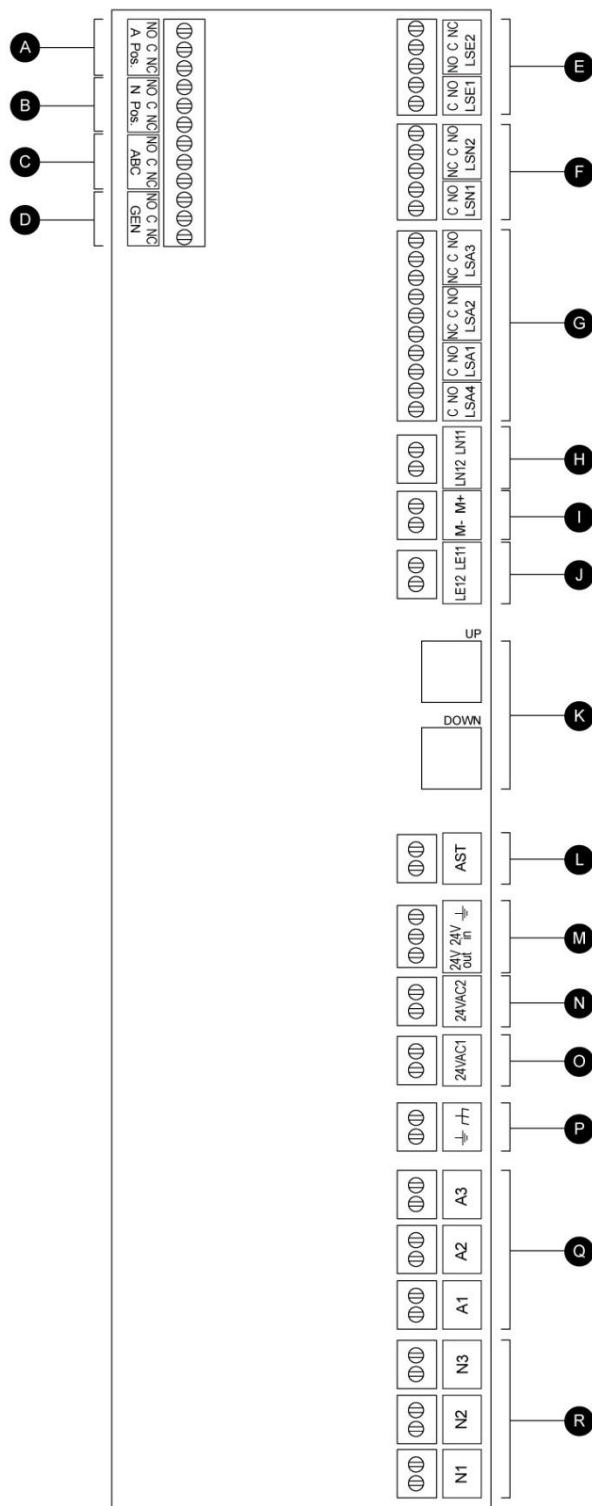 A
NO C NC
A Pos.
B
NO C NC
N Pos.
C
NO C NC
ABC
D
NO C NC
GEN
NO C NC
LSE2
E
C NO
LSE1
NC C NO
LSN2
F
C NO
LSN1
NC C NO
LSA3
NC C NO
LSA2
G
C NO
LSA1
C NO
LSA4
LN12 LN11
H
M- M+
I
LE12 LE11
J
UP
K
DOWN
AST
L
24V 24V
out in
M
24VAC2
N
24VAC1
O
P
A3
A2
Q
A1
N3
N2
R
N1